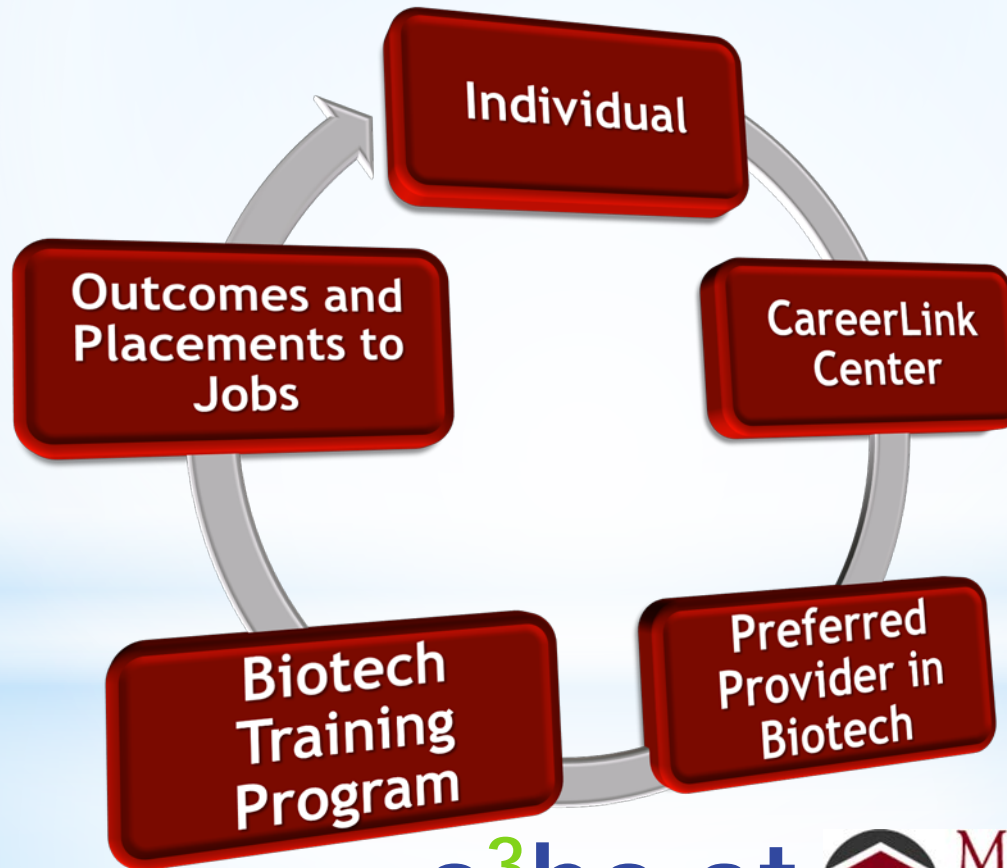 Individual
CareerLink
Center
Preferred
Provider in
Biotech
Biotech
Training
Program
Outcomes and
Placements to
Jobs